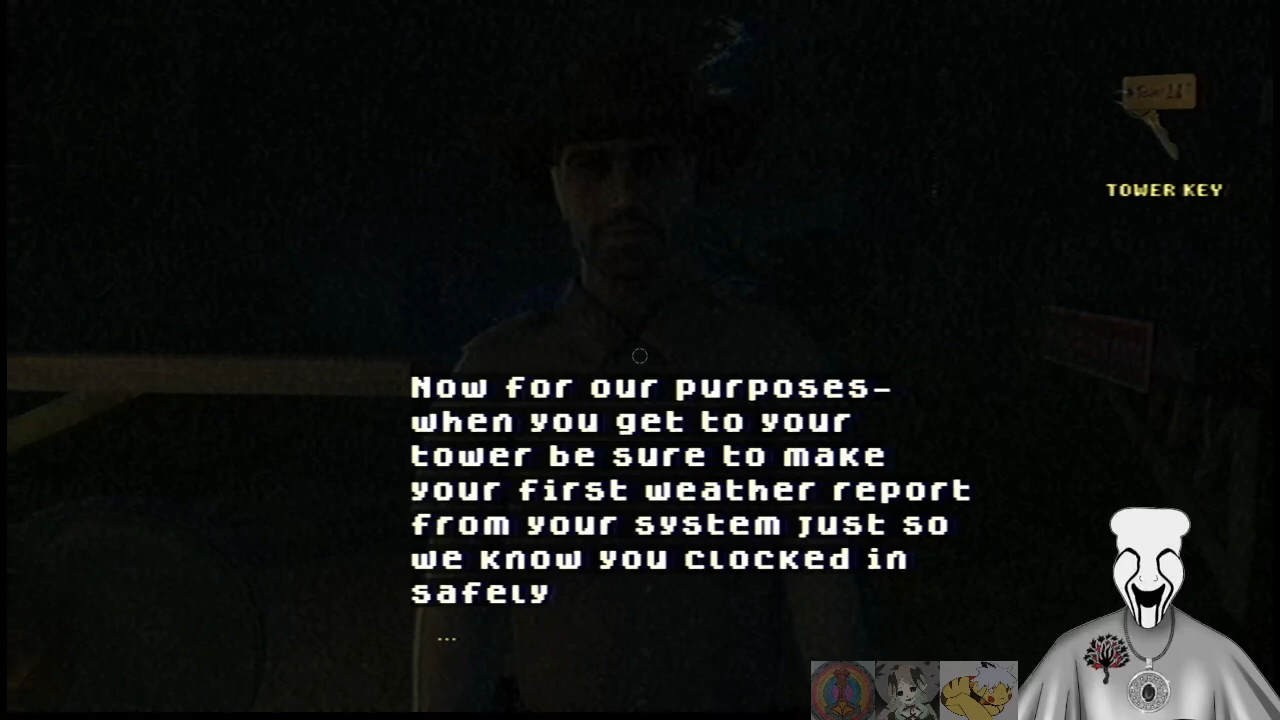 TOWER KEY
Now for our purposes-
when you get to your
tower be sure to make
your first weather report
from your system just so
we know you clocked in
safely
...